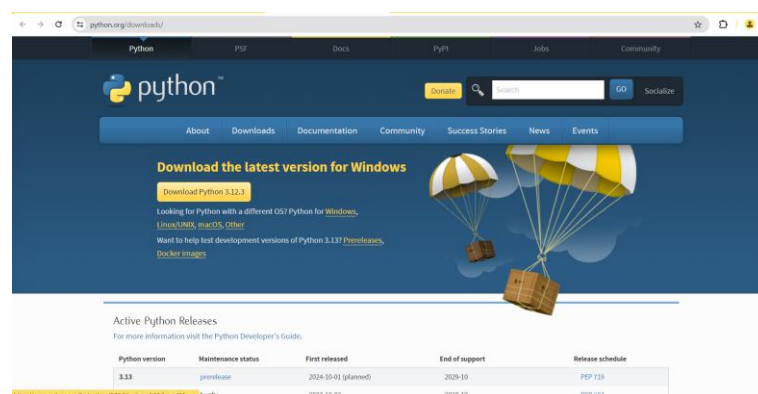 python.org/downloads/
Python PSF Docs PyPI Jobs Community
python™
Donate Search GO Socialize
About Downloads Documentation Community Success Stories News Events
Download the latest version for Windows
Download Python 3.12.3
Looking for Python with a different OS? Python for Windows,
Linux/UNIX, macOS, Other
Want to help test development versions of Python 3.13? Prereleases,
Docker images
Active Python Releases
For more information visit the Python Developer's Guide.
Python version Maintenance status First released End of support Release schedule
3.13 prerelease 2024-10-01 (planned) 2029-10 PEP 719